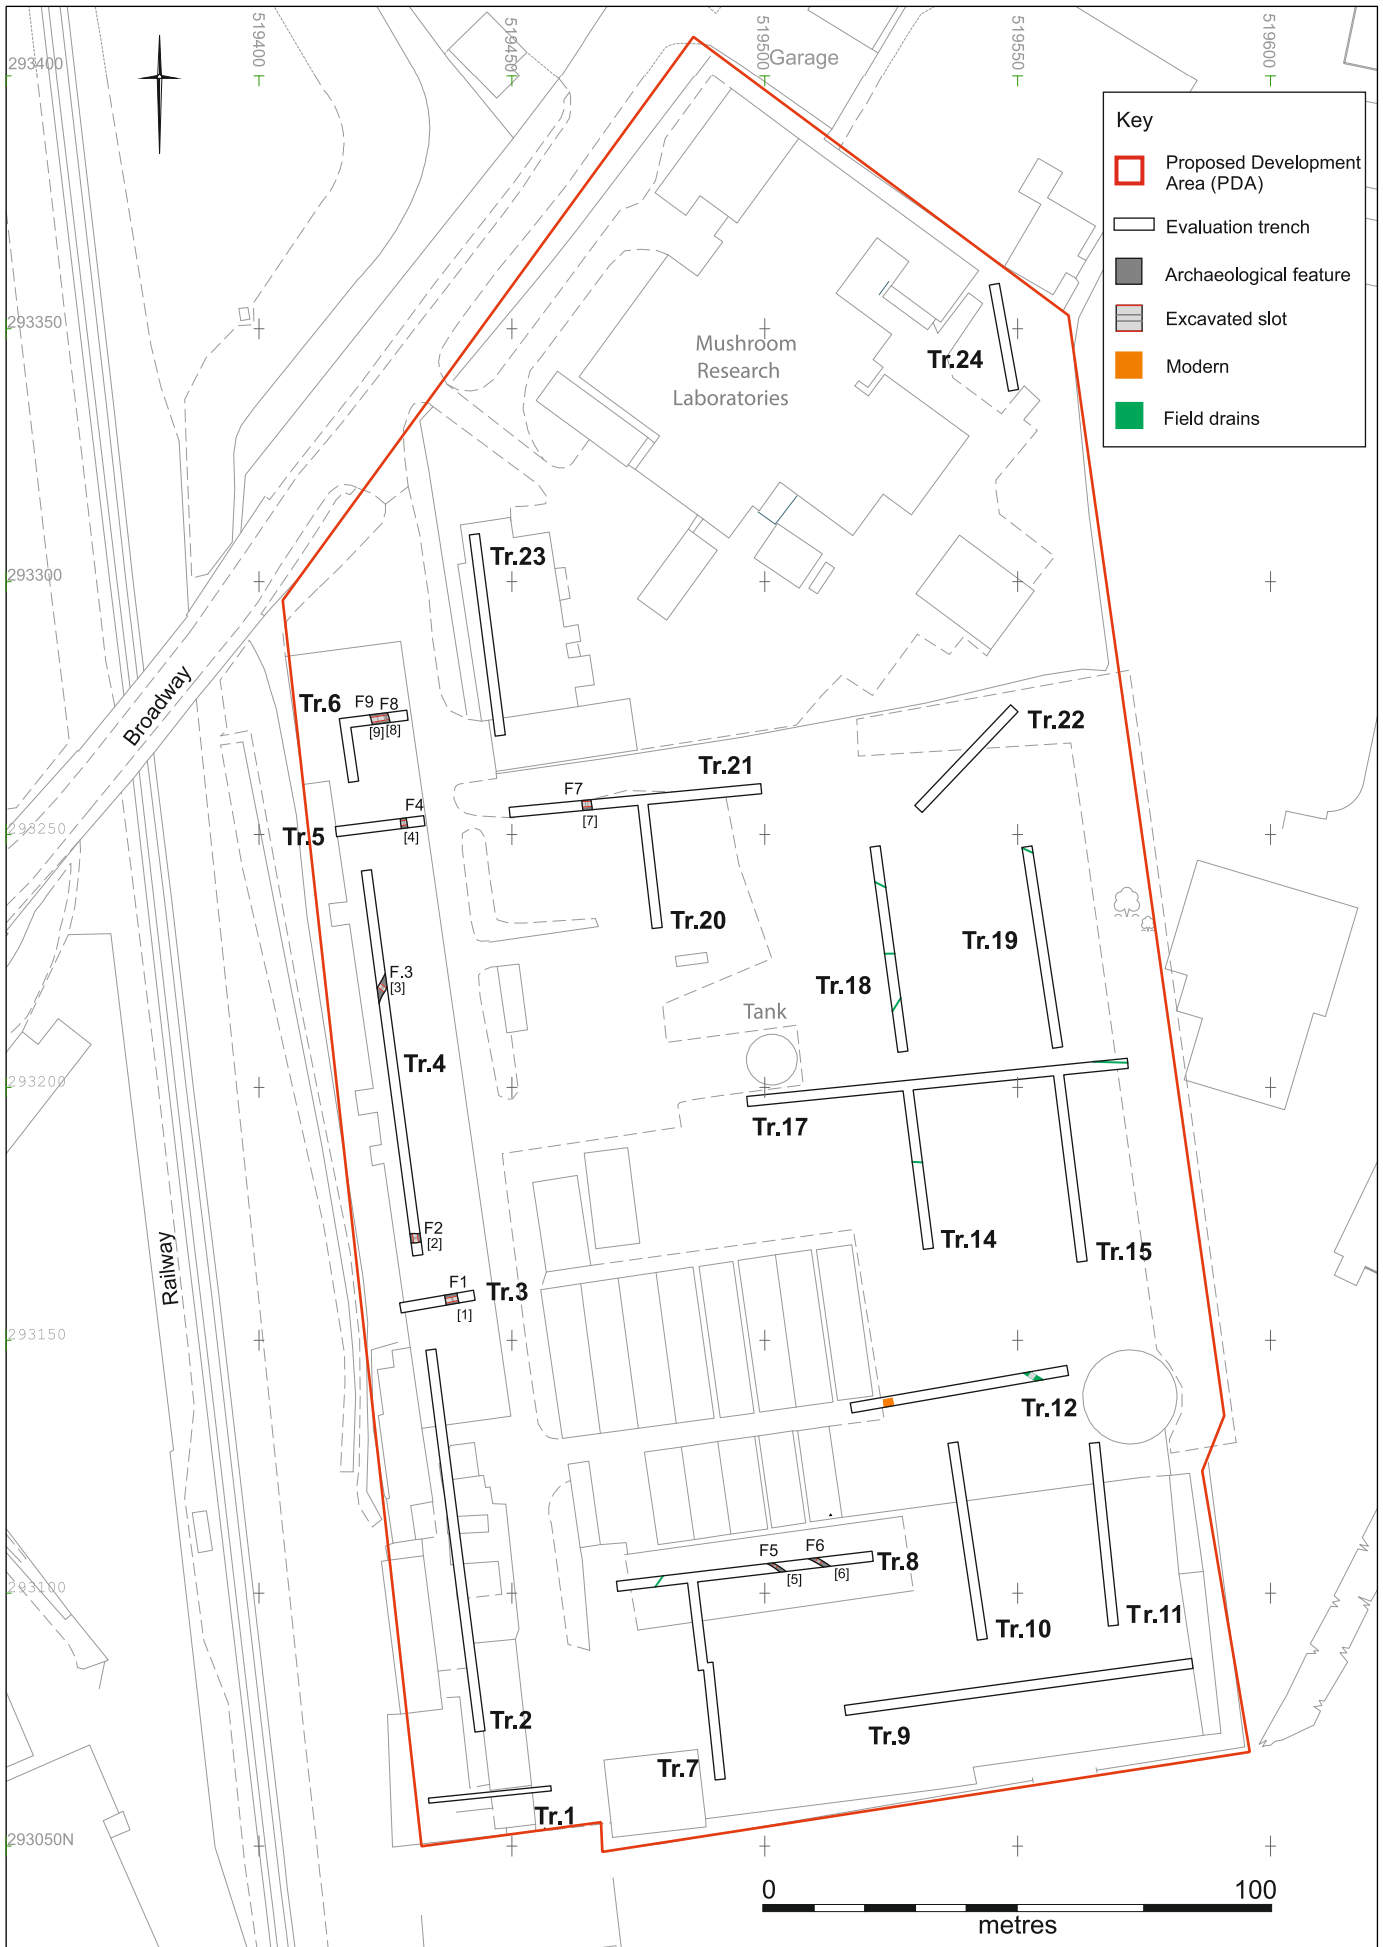 519400
519450
519500
519550
519600
293400
Garage
Key
Proposed Development
Area (PDA)
Evaluation trench
Archaeological feature
Excavated slot
Modern
Field drains
293350
Mushroom
Research
Laboratories
Tr.24
293300
Tr.23
Broadway
Tr.6
F9 F8
[9] [8]
Tr.22
Tr.21
F7
[7]
F4
[4]
Tr.5
293250
Tr.20
Tr.19
Tr.18
F.3
[3]
Tank
Tr.4
293200
Tr.17
Tr.14
Tr.15
F2
[2]
Railway
F1
[1]
Tr.3
293150
Tr.12
F5
[5]
F6
[6]
Tr.8
293100
Tr.10
Tr.11
Tr.2
Tr.9
Tr.7
Tr.1
293050N
0
100
metres